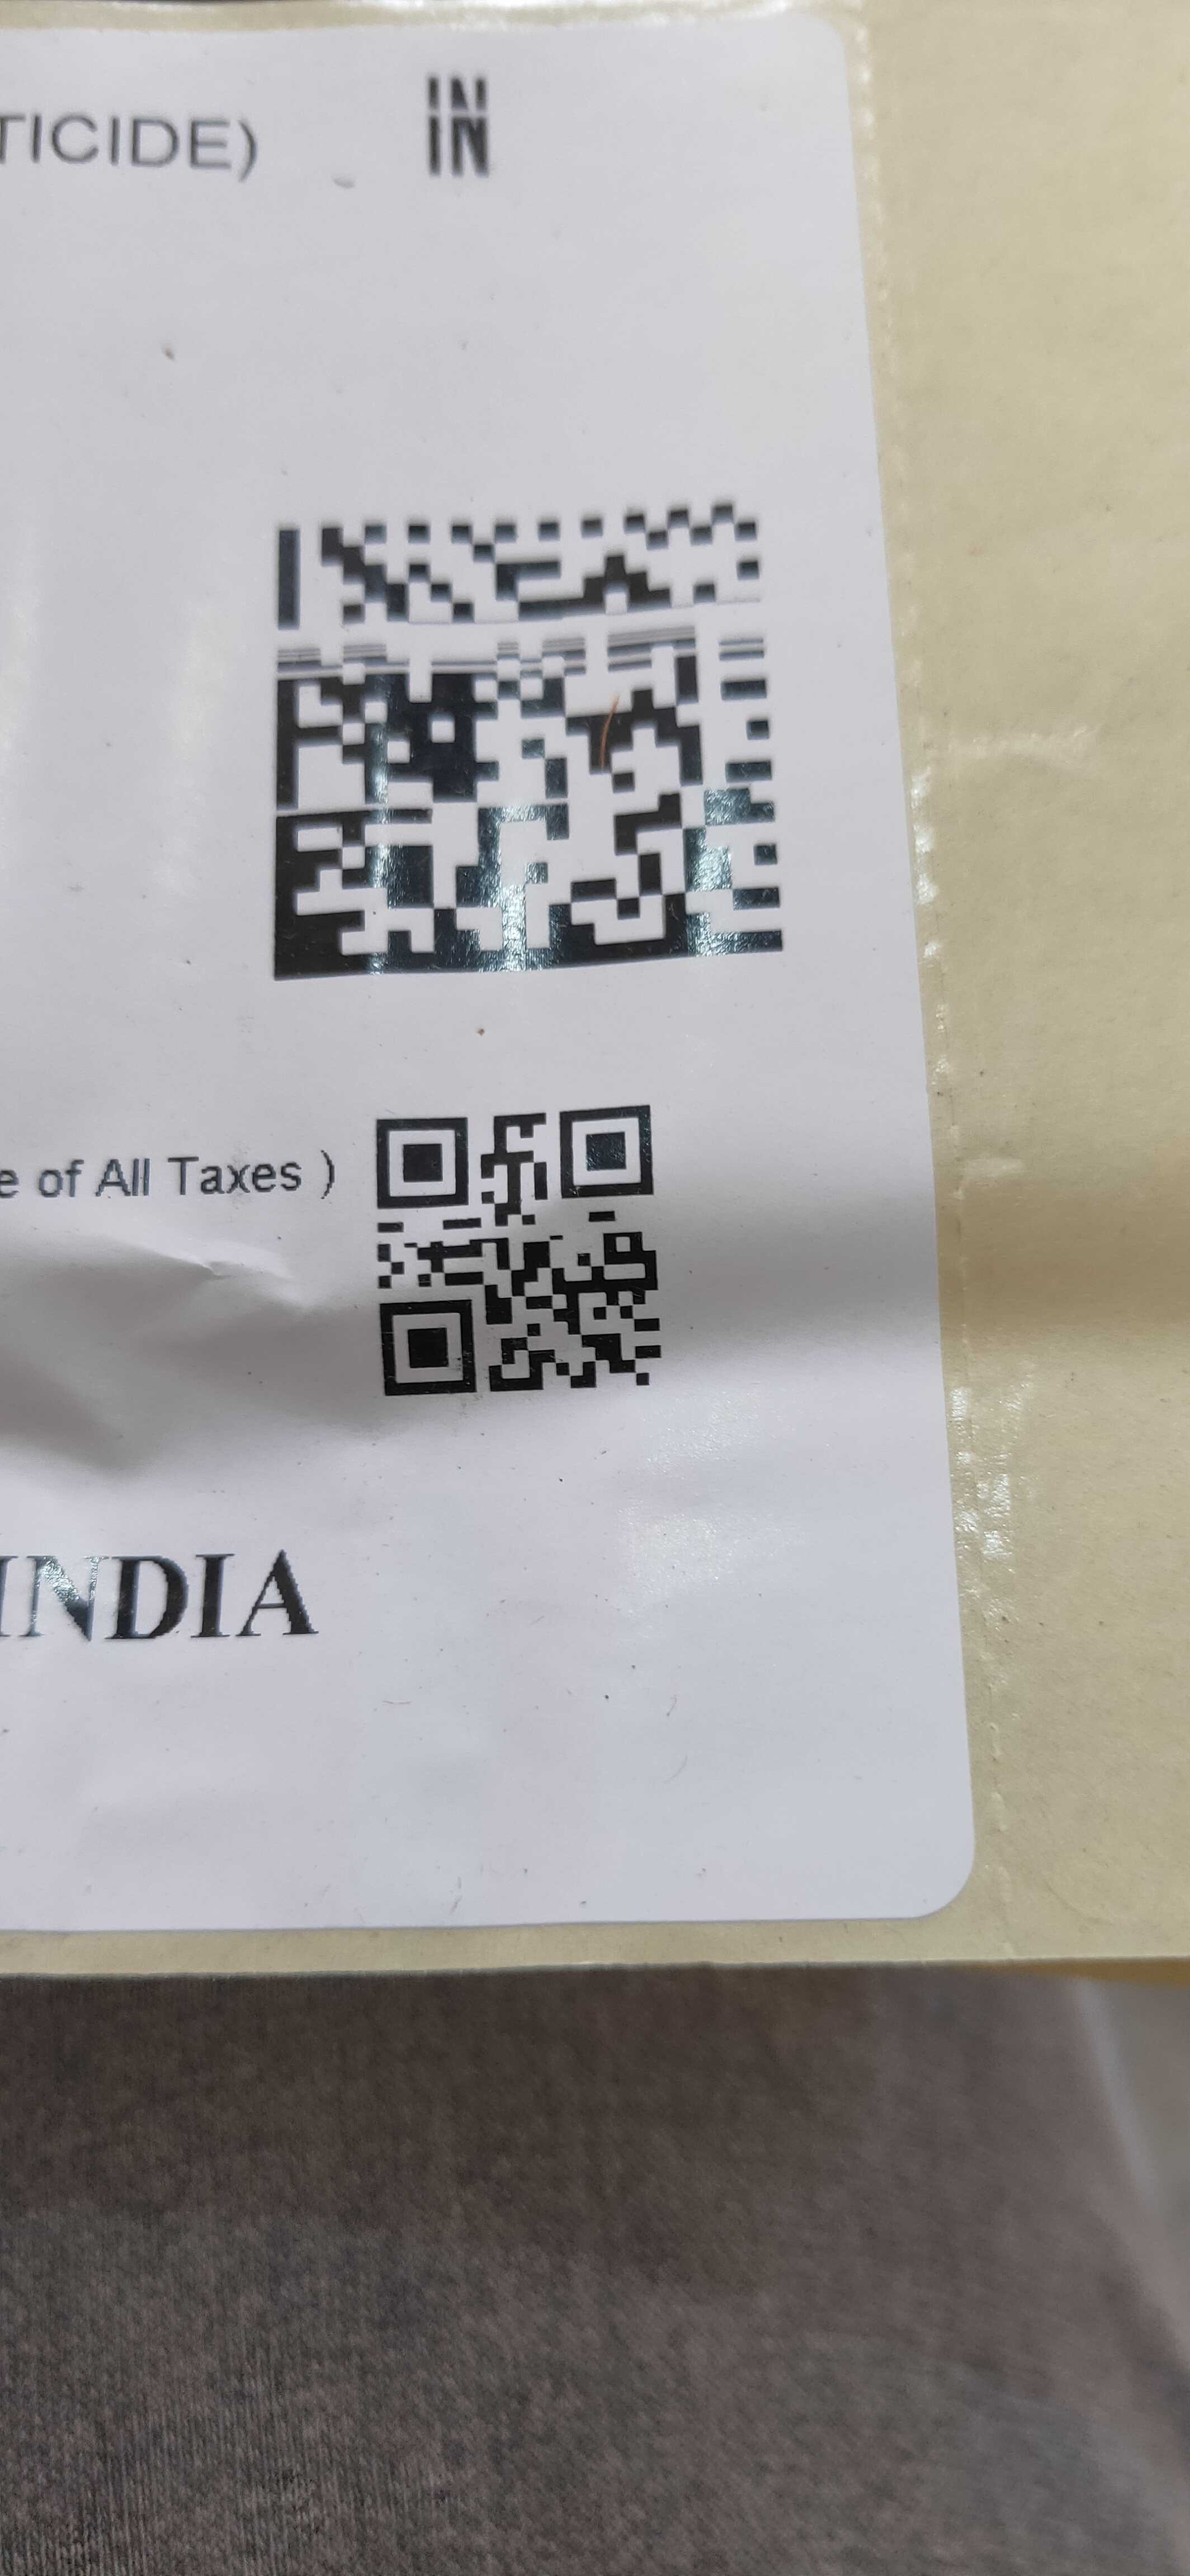 TICIDE) IN
e of All Taxes )
INDIA